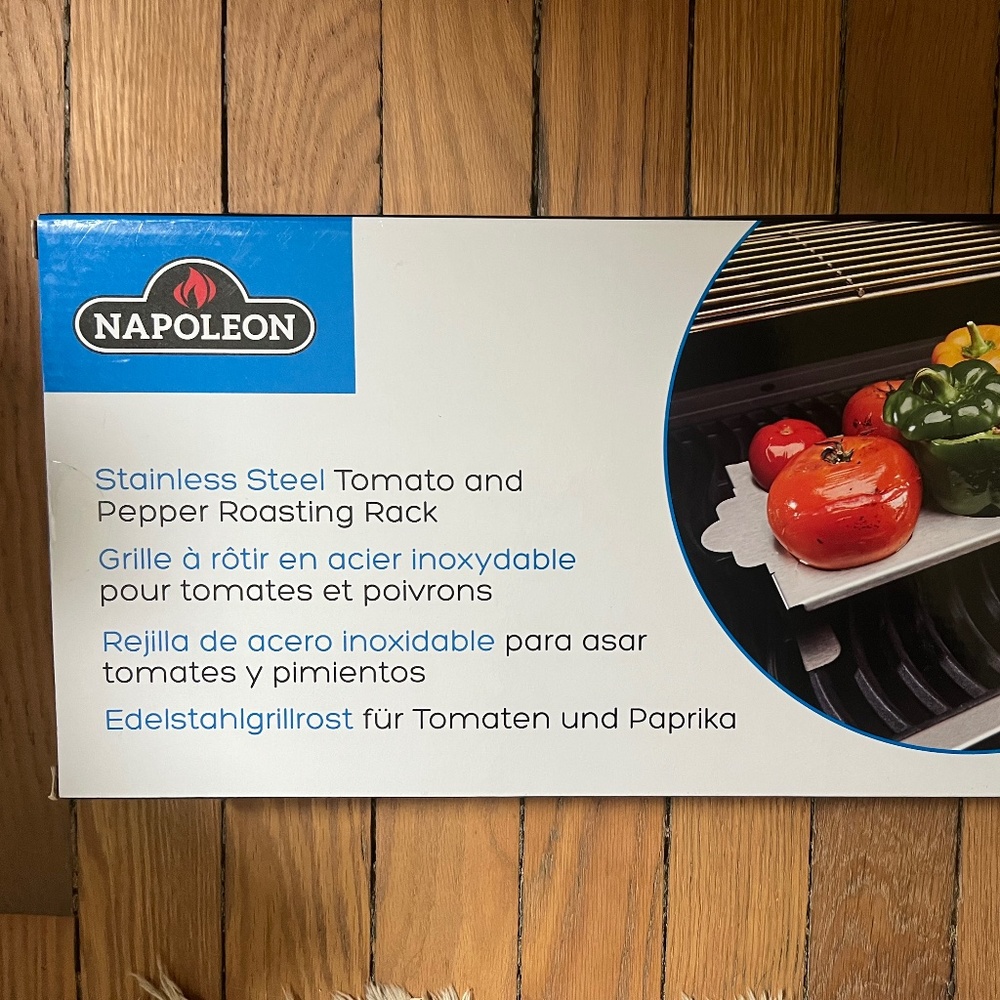 NAPOLEON
Stainless Steel Tomato and
Pepper Roasting Rack
Grille à rôtir en acier inoxydable
pour tomates et poivrons
Rejilla de acero inoxidable para asar
tomates y pimientos
Edelstahlgrillrost für Tomaten und Paprika